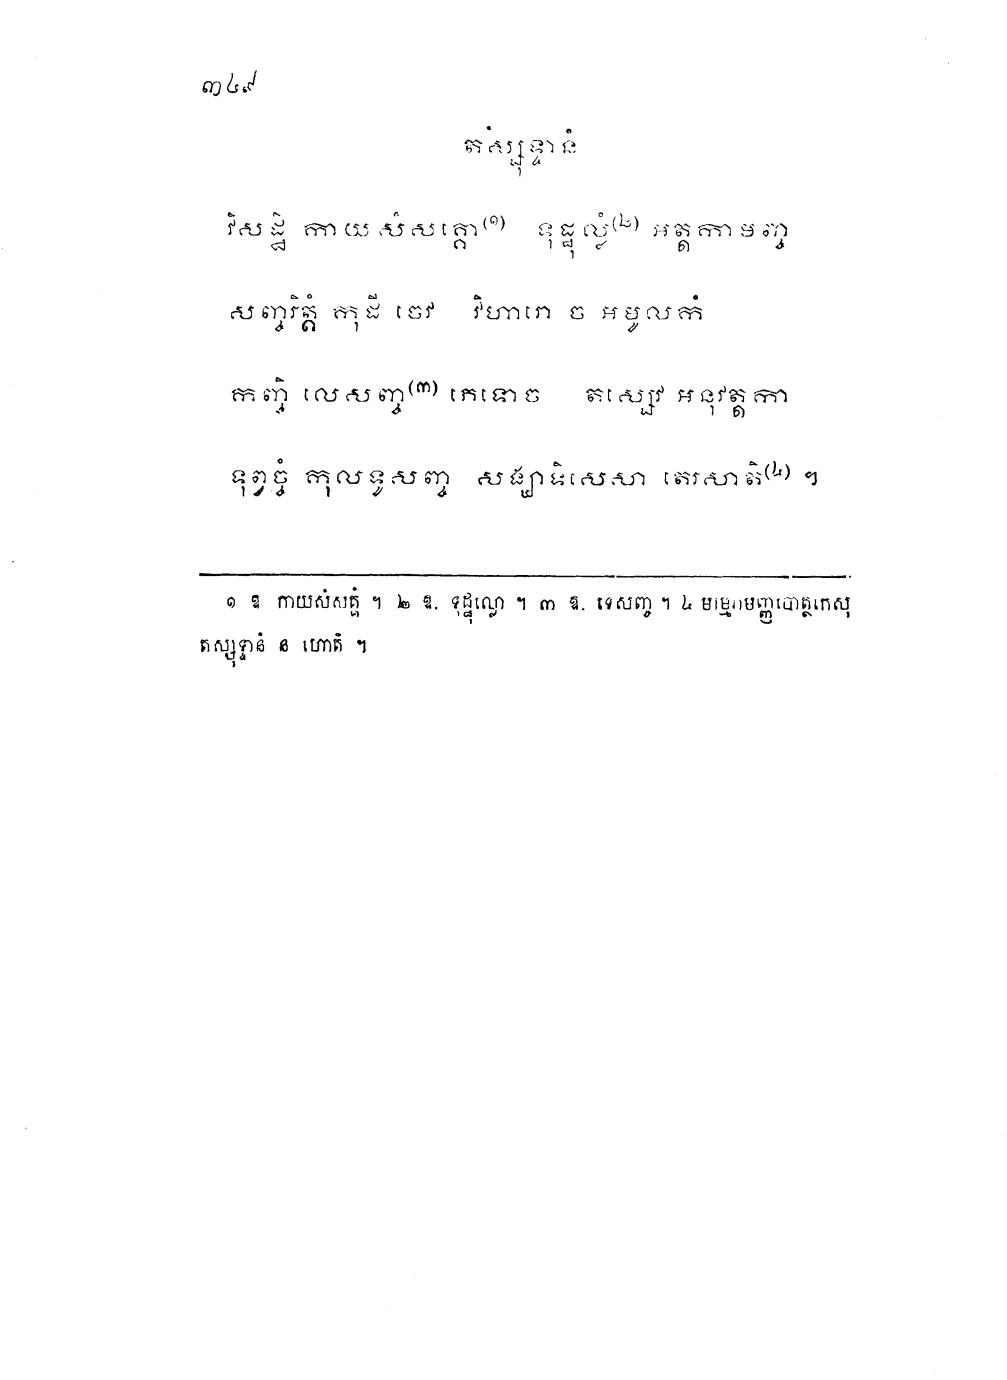 ៣៤៩
តស្សុទ្ទានំ
វិសដ្ឋិ កាយសំសគ្គោ(១) ទុដ្ឋុល្លំ(២) អត្តកាមញ្ច
សញ្ចរិត្តំ កុដី ចេវ វិហារោ ច អមូលកំ
កញ្ចិ លេសញ្ច(៣) ភេទោ ច តស្សេវ អនុវត្តកា
ទុព្វច្ចំ កុលទូសញ្ច សង្ឃាទិសេសា តេរសាតិ(៤) ។
១ ឱ កាយសំសគ្គំ ។ ២ ឱ. ទុដ្ឋុល្លោ ។ ៣ ឱ. ទេសញ្ច ។ ៤ មរម្មរាមញ្ញបោត្ថកេសុ
តស្សុទ្ទានំ ន ហោតិ ។